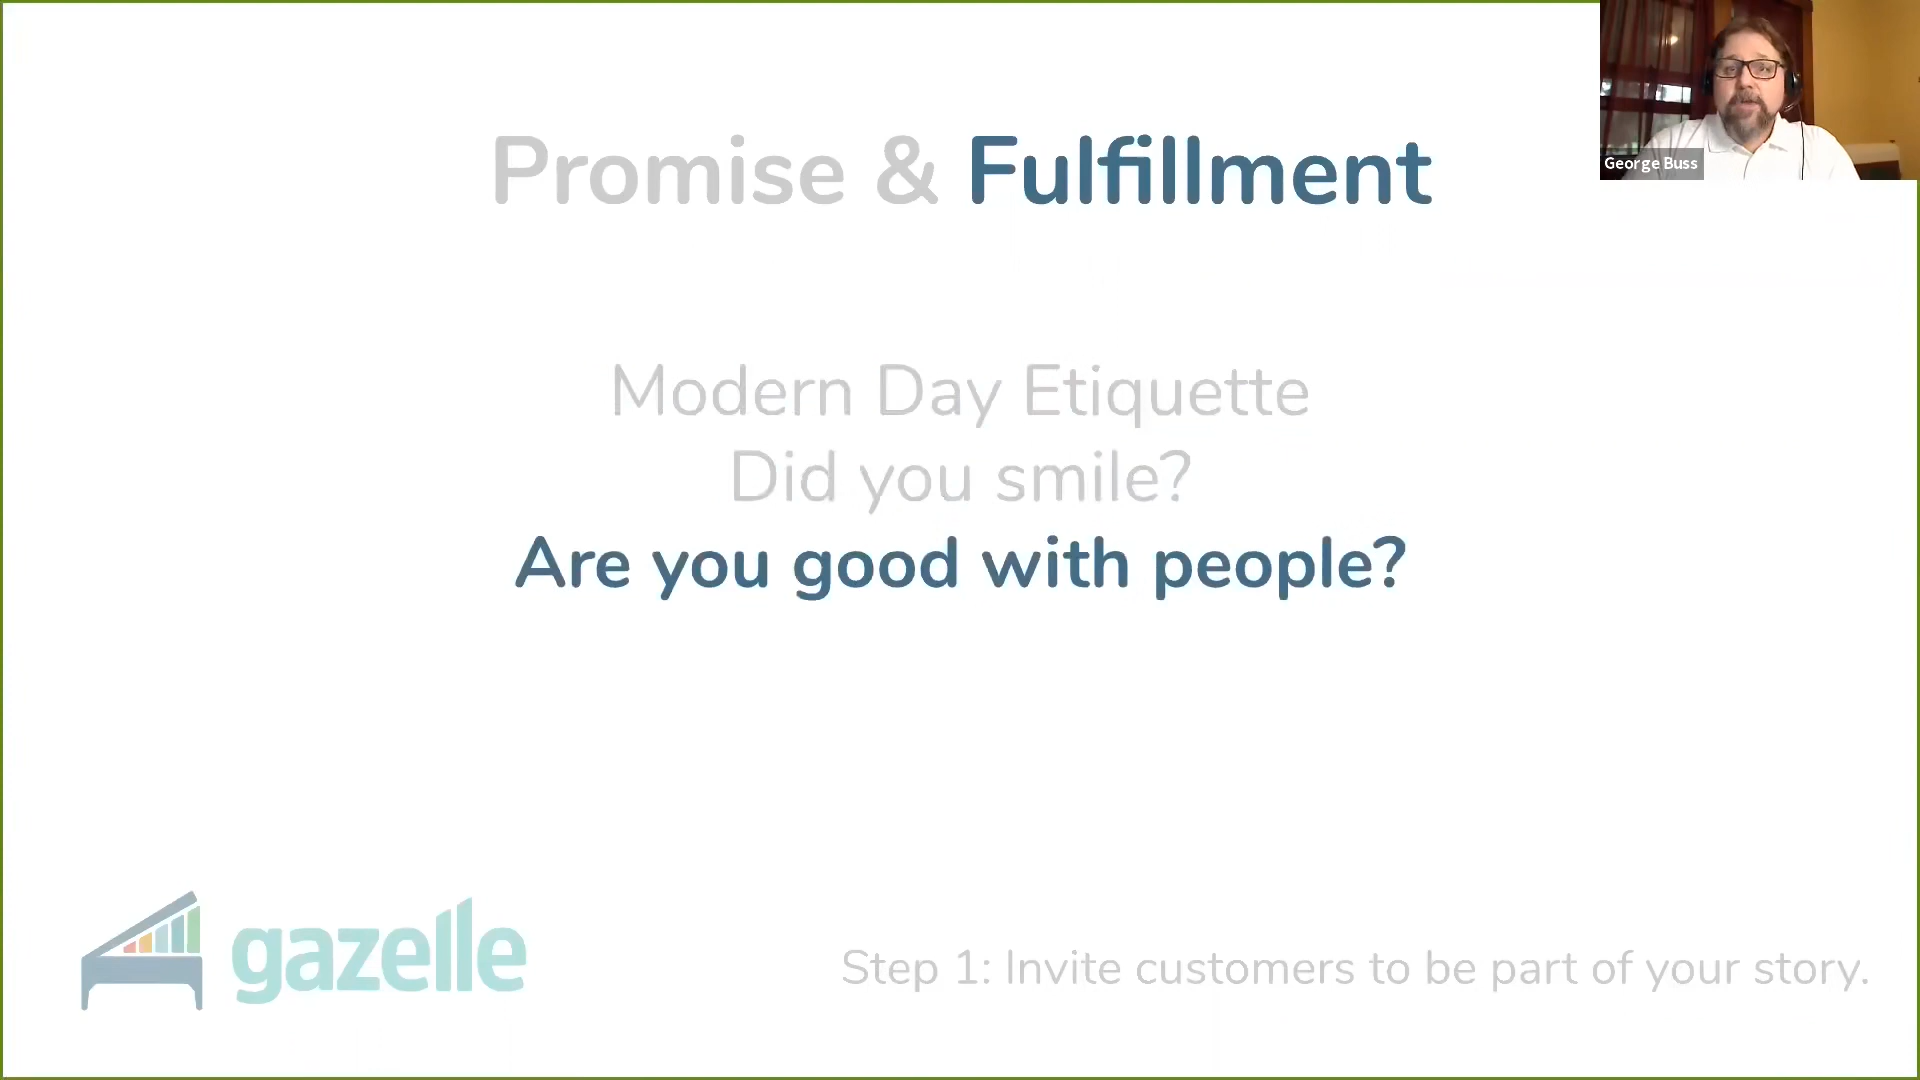 Promise & Fulfillment
George Buss
Modern Day Etiquette
Did you smile?
Are you good with people?
gazelle
Step 1: Invite customers to be part of your story.